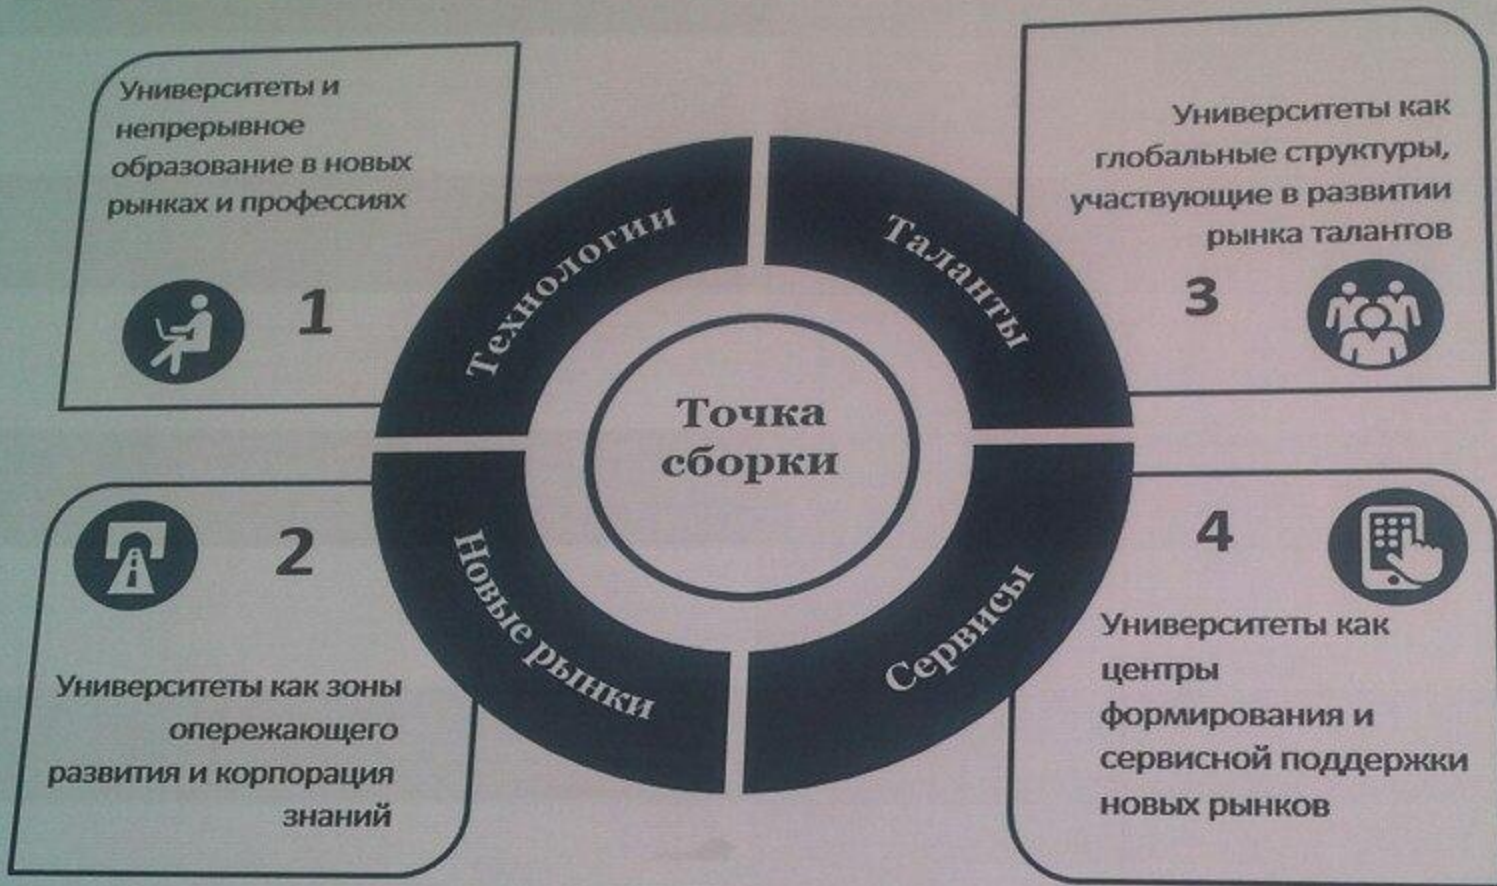 Университеты и
непрерывное
образование в новых
рынках и профессиях
1
Технологии
Таланты
Университеты как
глобальные структуры,
участвующие в развитии
рынка талантов
3
Точка
сборки
2
Университеты как зоны
опережающего
развития и корпорация
знаний
Новые рынки
Сервисы
4
Университеты как
центры
формирования и
сервисной поддержки
новых рынков